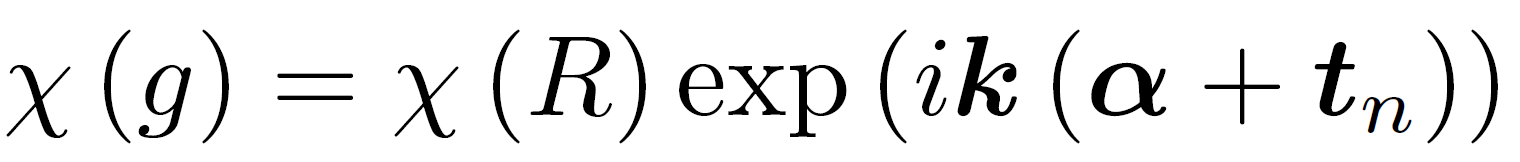 χ (g) = χ (R) exp (i𝒌 (𝜶 + 𝒕ₙ))